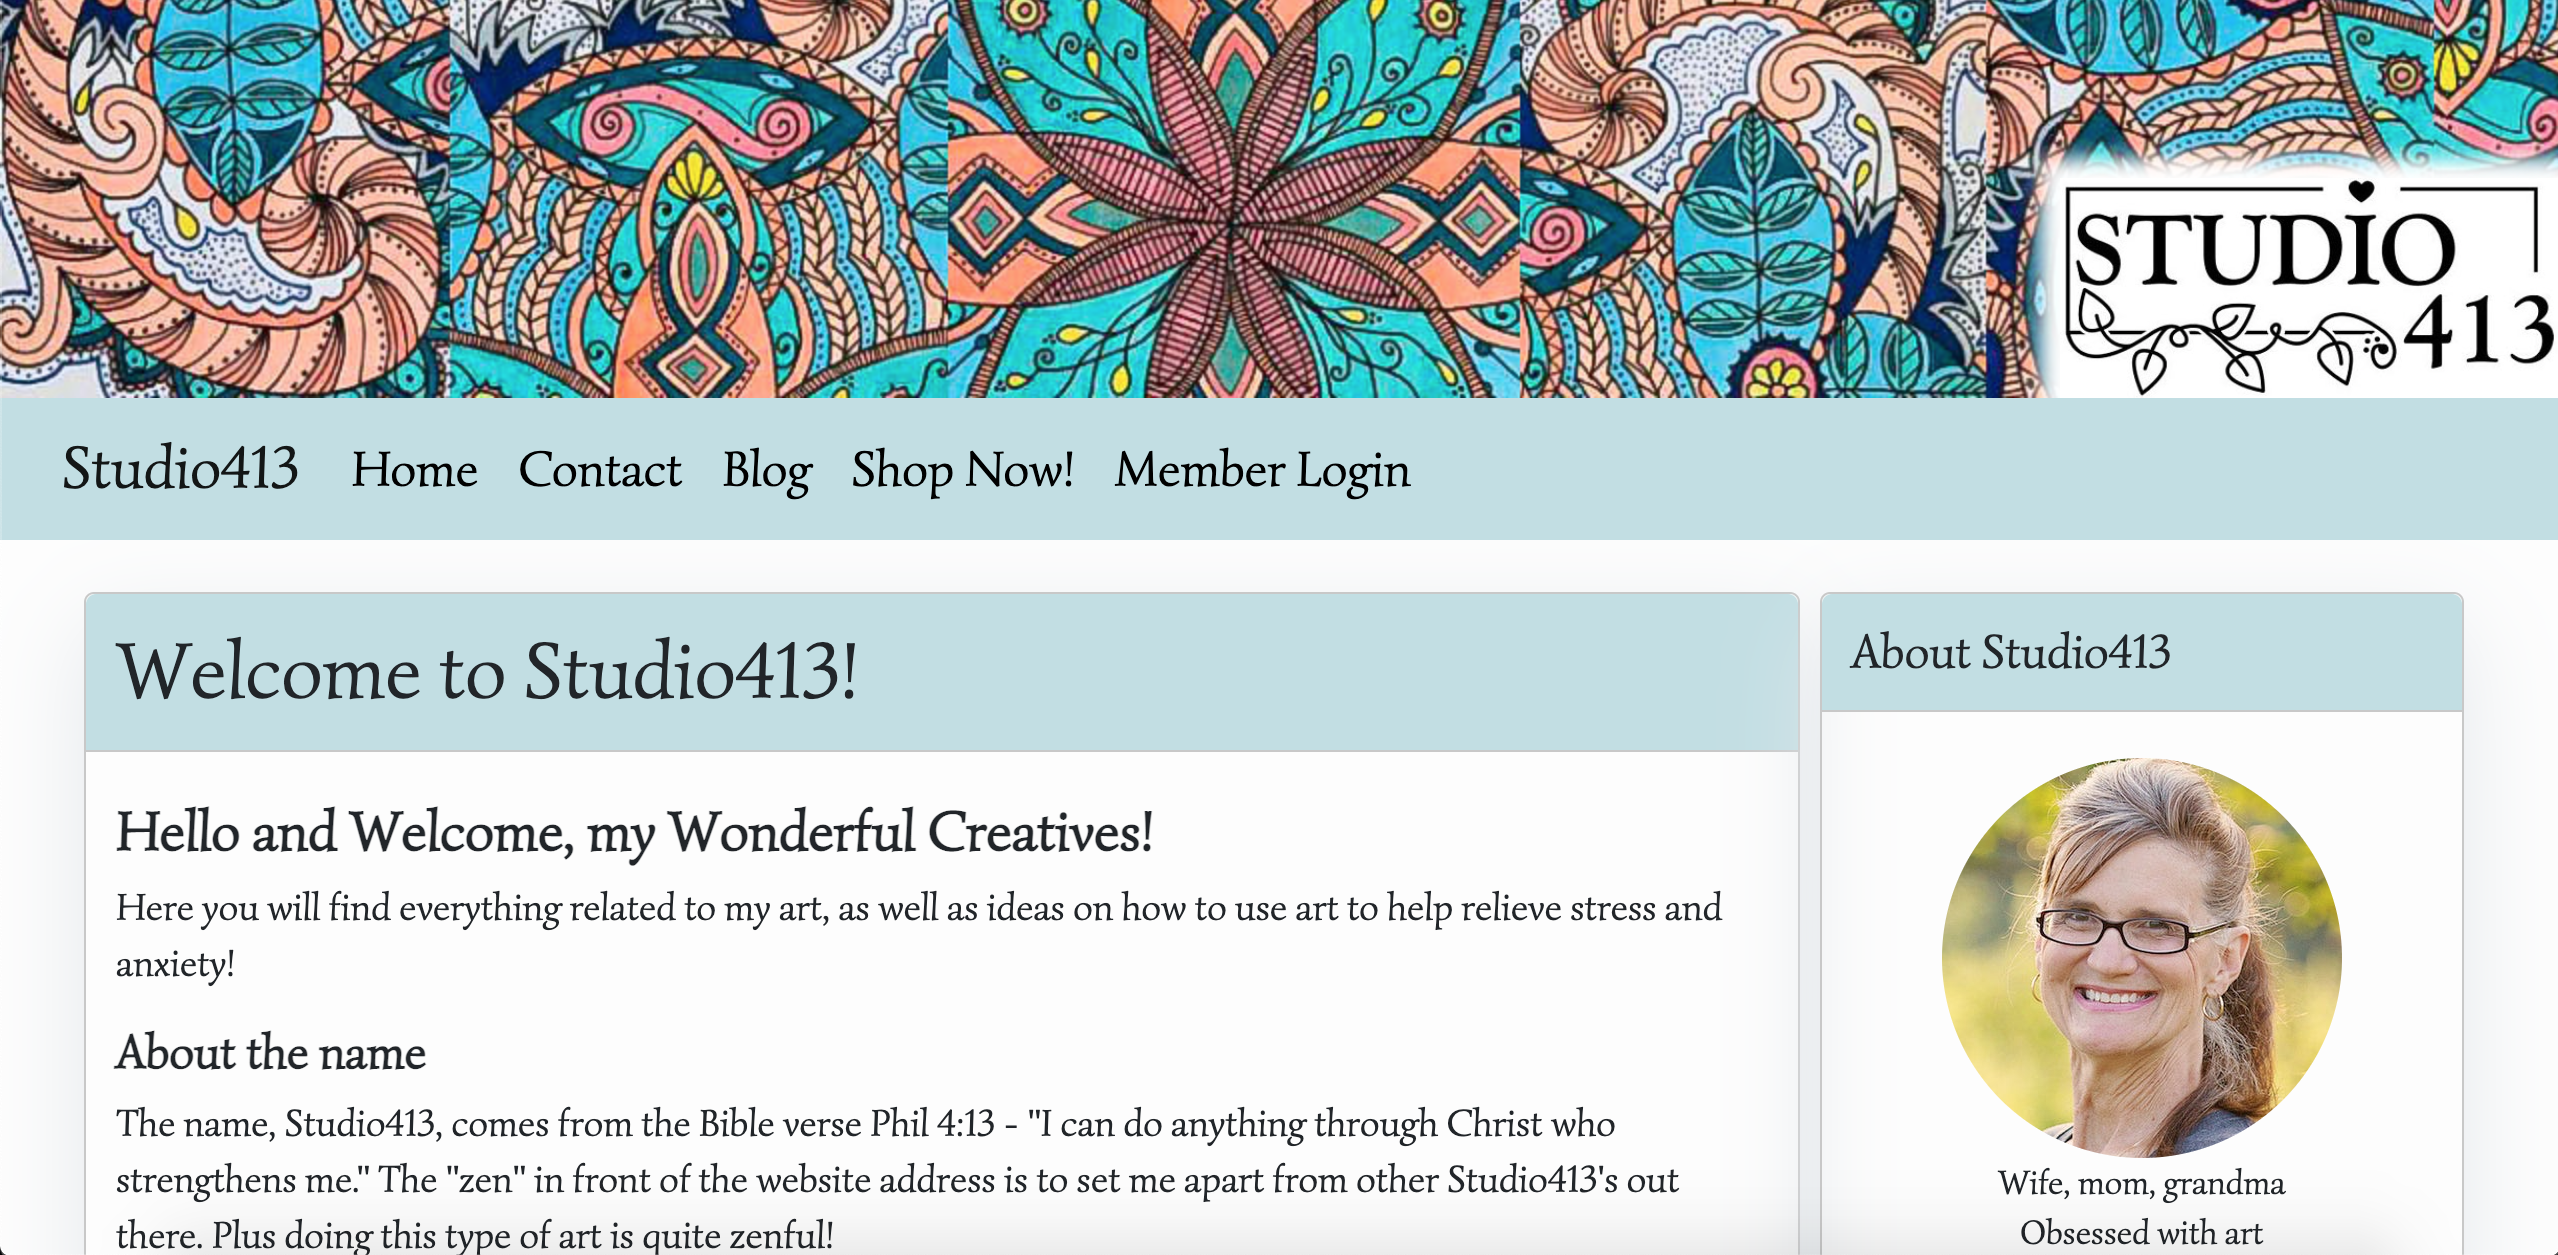 STUDiO
413
Studio413 Home Contact Blog Shop Now! Member Login
Welcome to Studio413!
Hello and Welcome, my Wonderful Creatives!
Here you will find everything related to my art, as well as ideas on how to use art to help relieve stress and
anxiety!
About the name
The name, Studio413, comes from the Bible verse Phil 4:13 - "I can do anything through Christ who
strengthens me." The "zen" in front of the website address is to set me apart from other Studio413's out
there. Plus doing this type of art is quite zenful!
About Studio413
Wife, mom, grandma
Obsessed with art